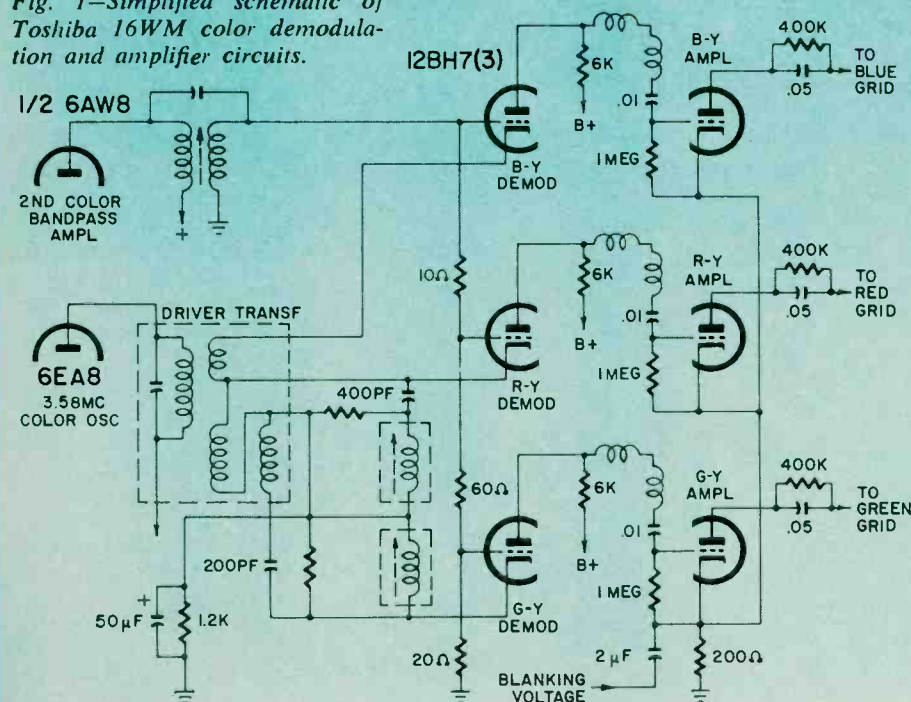 Fig. 1—Simplified schematic of
Toshiba 16WM color demodula-
tion and amplifier circuits.
12BH7(3)
B-Y
AMPL
400K
.05
TO
BLUE
GRID
1/2 6AW8
2ND COLOR
BANDPASS
AMPL
+
6K
B+
.01
1MEG
B-Y
DEMOD
10Ω
R-Y
AMPL
400K
.05
TO
RED
GRID
6K
B+
.01
1MEG
R-Y
DEMOD
DRIVER TRANSF
6EA8
3.58MC
COLOR OSC
400PF
60Ω
G-Y
AMPL
400K
.05
TO
GREEN
GRID
6K
B+
.01
1MEG
G-Y
DEMOD
200PF
+
50μF
1.2K
20Ω
2μF
200Ω
BLANKING
VOLTAGE